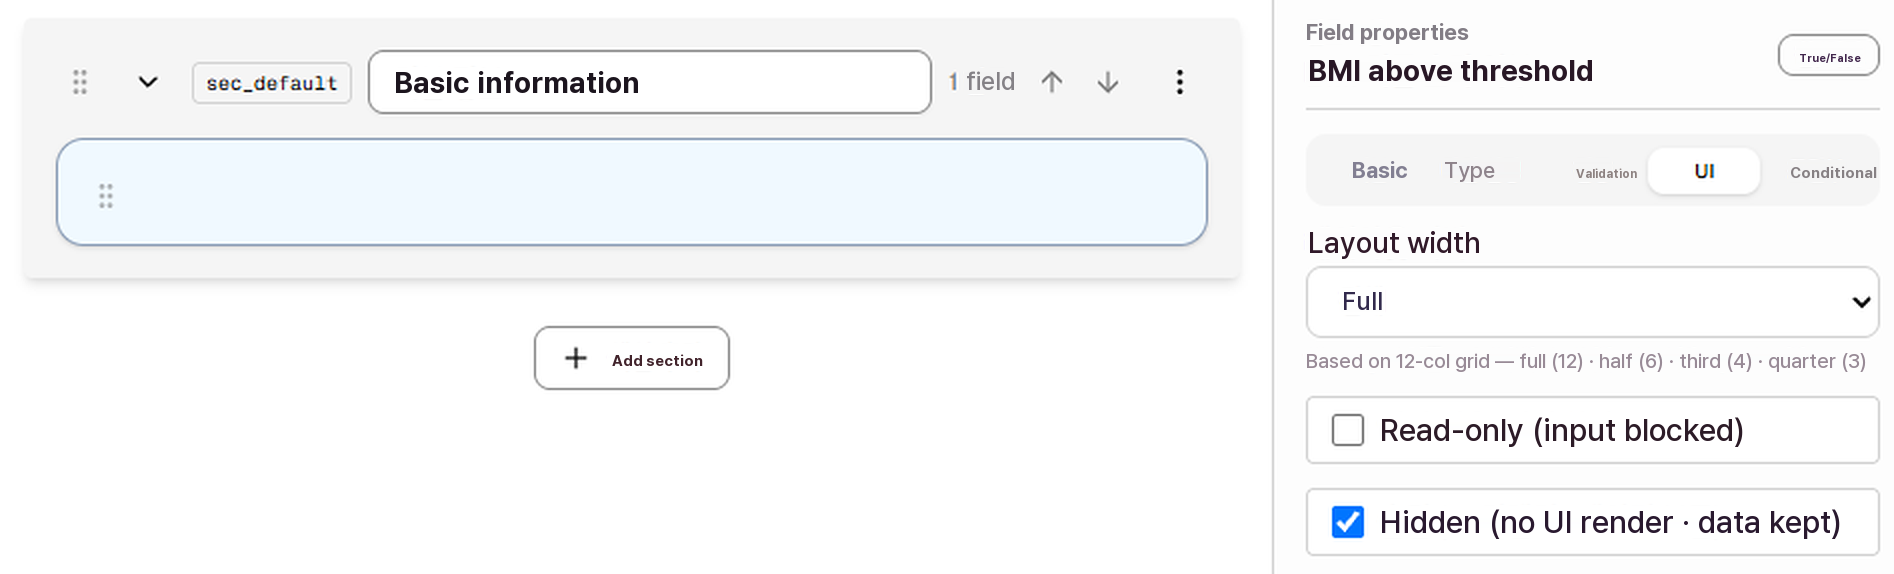 sec_default
Basic information
1 field
Add section
Field properties
BMI above threshold
True/False
Basic Type Validation UI Conditional
Layout width
Full
Based on 12-col grid — full (12) · half (6) · third (4) · quarter (3)
Read-only (input blocked)
Hidden (no UI render · data kept)